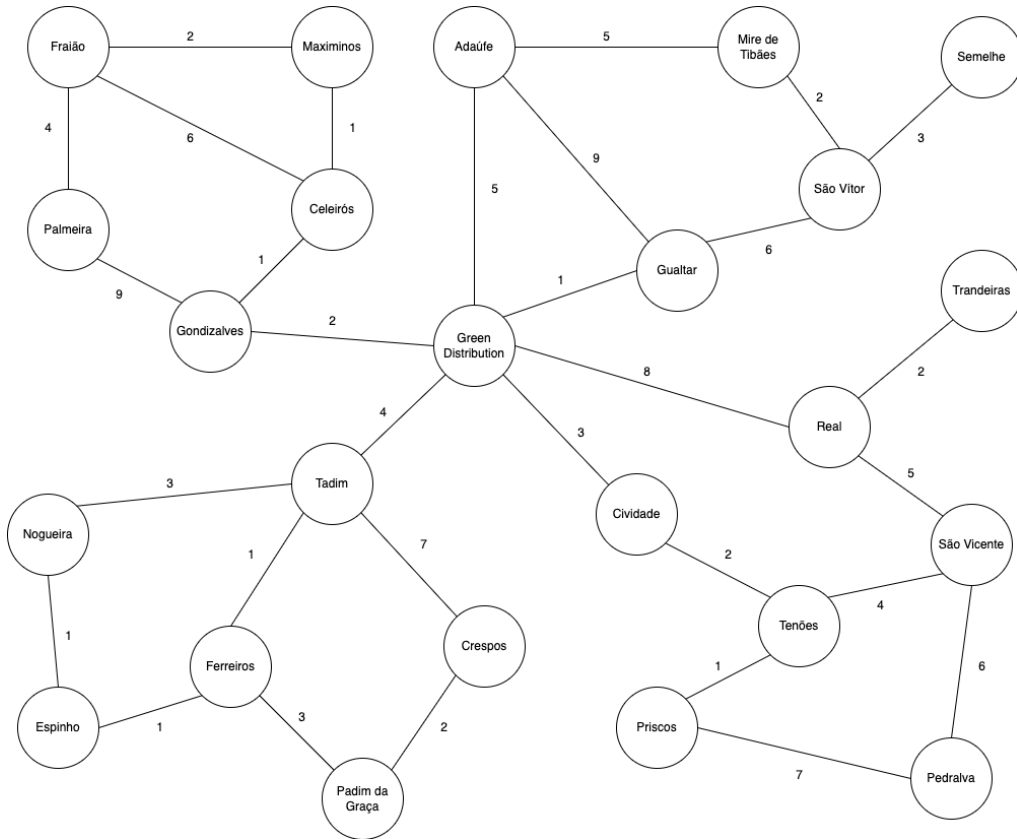 Fraião
2
Maximinos
Adaúfe
5
Mire de
Tibães
Semelhe
4
6
1
2
3
9
São Vítor
5
Palmeira
Celeirós
6
Gualtar
1
9
1
Trandeiras
Gondizalves
2
Green
Distribution
8
2
4
3
Real
5
3
Tadim
Nogueira
Cividade
São Vicente
1
7
2
4
Tenões
1
Ferreiros
Crespos
1
6
Espinho
1
3
2
Priscos
7
Pedralva
Padim da
Graça